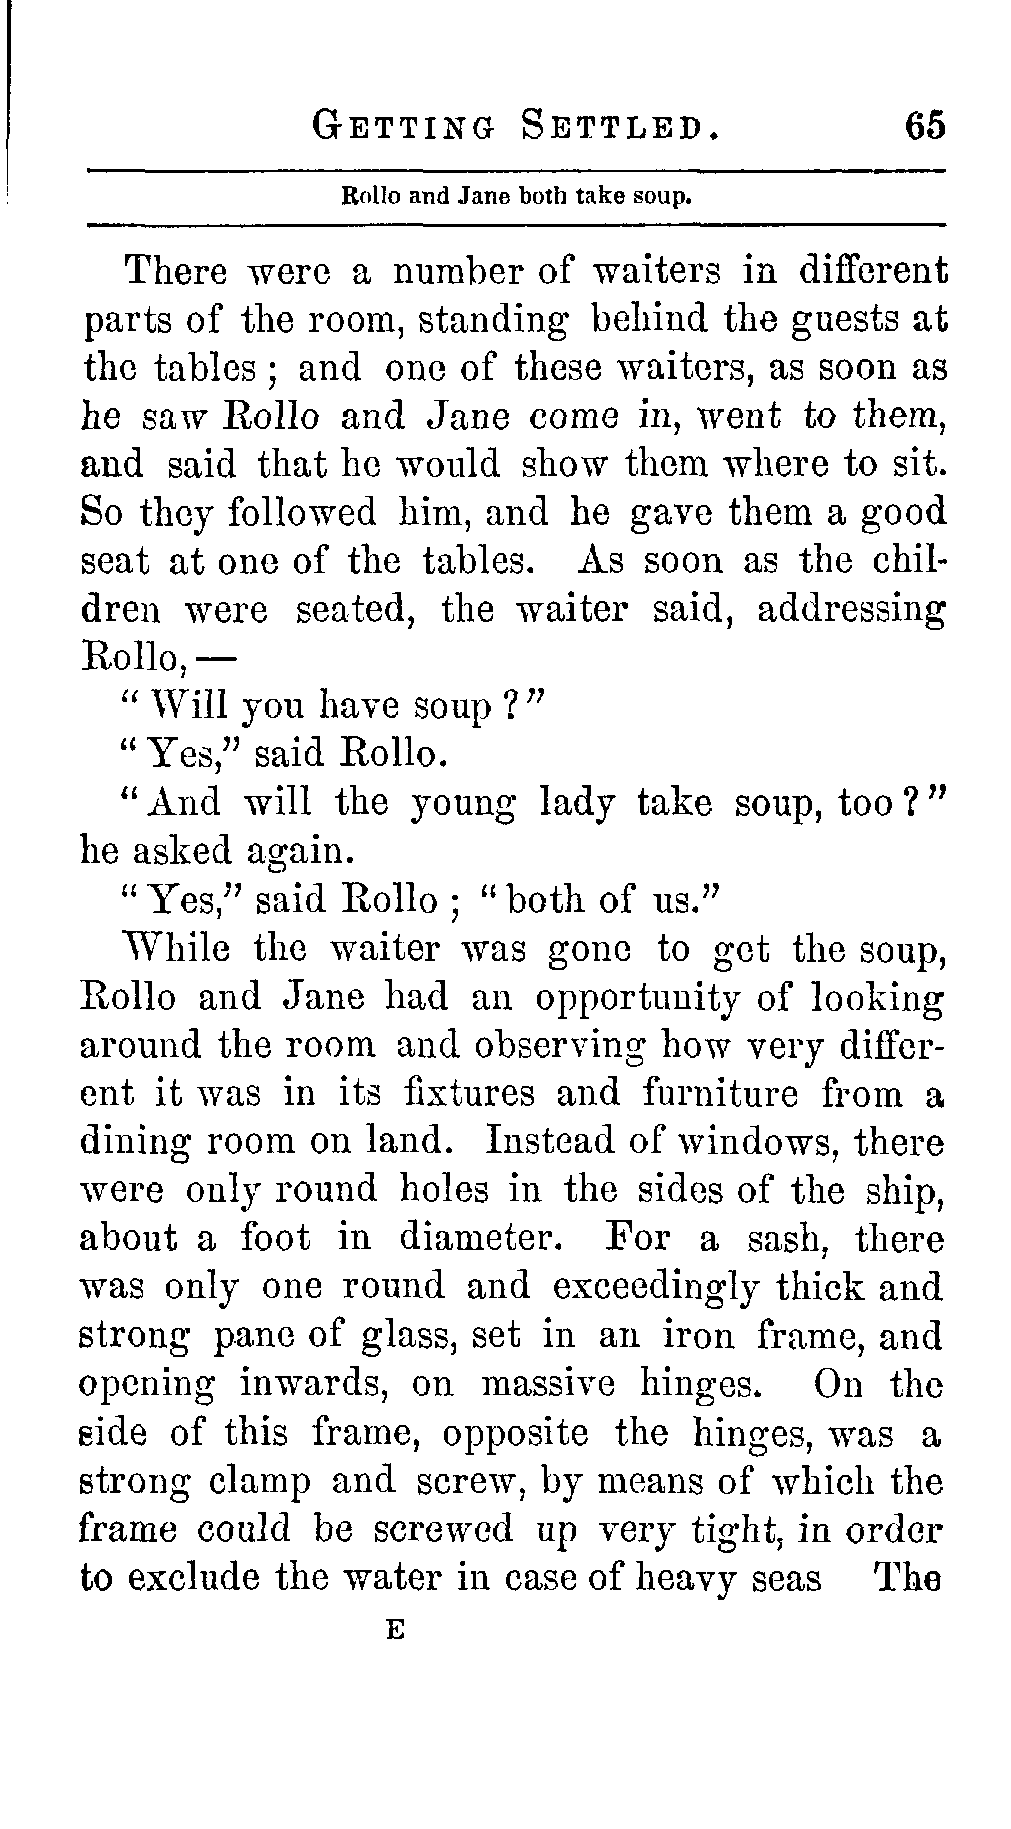 GETTING SETTLED. 65
Rollo and Jane both take soup.
There were a number of waiters in different
parts of the room, standing behind the guests at
the tables ; and one of these waiters, as soon as
he saw Rollo and Jane come in, went to them,
and said that he would show them where to sit.
So they followed him, and he gave them a good
seat at one of the tables. As soon as the chil-
dren were seated, the waiter said, addressing
Rollo, —
“ Will you have soup ? ”
“ Yes,” said Rollo.
“ And will the young lady take soup, too ? ”
he asked again.
“ Yes,” said Rollo ; “ both of us.”
While the waiter was gone to get the soup,
Rollo and Jane had an opportunity of looking
around the room and observing how very differ-
ent it was in its fixtures and furniture from a
dining room on land. Instead of windows, there
were only round holes in the sides of the ship,
about a foot in diameter. For a sash, there
was only one round and exceedingly thick and
strong pane of glass, set in an iron frame, and
opening inwards, on massive hinges. On the
side of this frame, opposite the hinges, was a
strong clamp and screw, by means of which the
frame could be screwed up very tight, in order
to exclude the water in case of heavy seas The
E